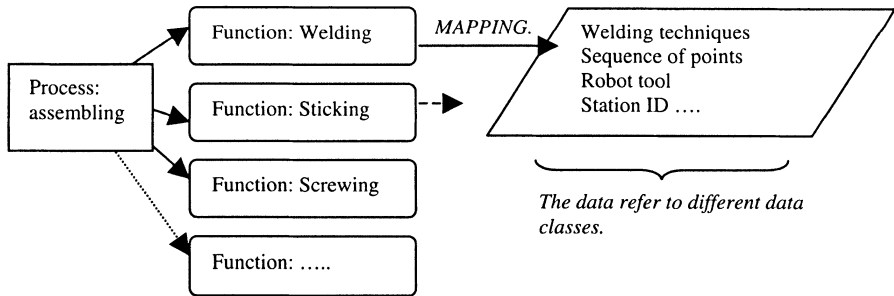 Function: Welding
MAPPING.
Welding techniques
Sequence of points
Robot tool
Station ID ….
Process:
assembling
Function: Sticking
Function: Screwing
Function: …..
The data refer to different data
classes.